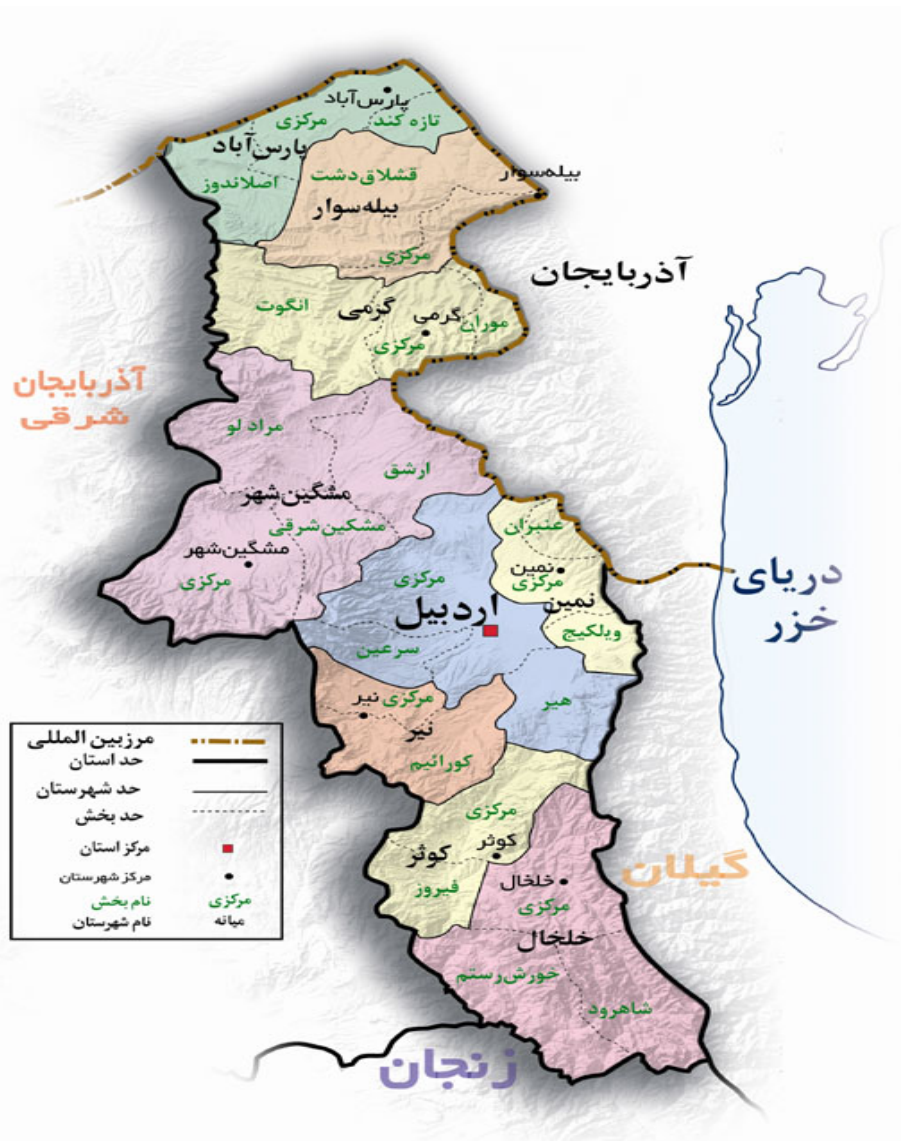 پارس‌آباد
مرکزی
تازه کند
پارس‌آباد
اصلاندوز
قشلاق دشت
بیله‌سوار
بیله‌سوار
مرکزی
آذربایجان
انگوت
گرمی
گرمی
موران
مرکزی
آذربایجان
شرقی
مراد لو
ارشق
مشگین‌شهر
مشکین شرقی
مشگین‌شهر
مرکزی
عنبران
نمین
مرکزی
نمین
ویلکیج
مرکزی
اردبیل
سرعین
هیر
دریای
خزر
نیر
مرکزی
نیر
کورائیم
مرکزی
کوثر
کوثر
فیروز
گیلان
خلخال
مرکزی
خلخال
خورش‌رستم
شاهرود
زنجان
مرزبین المللی
حد استان
حد شهرستان
حد بخش
مرکز استان
مرکز شهرستان
نام بخش مرکزی
نام شهرستان میانه